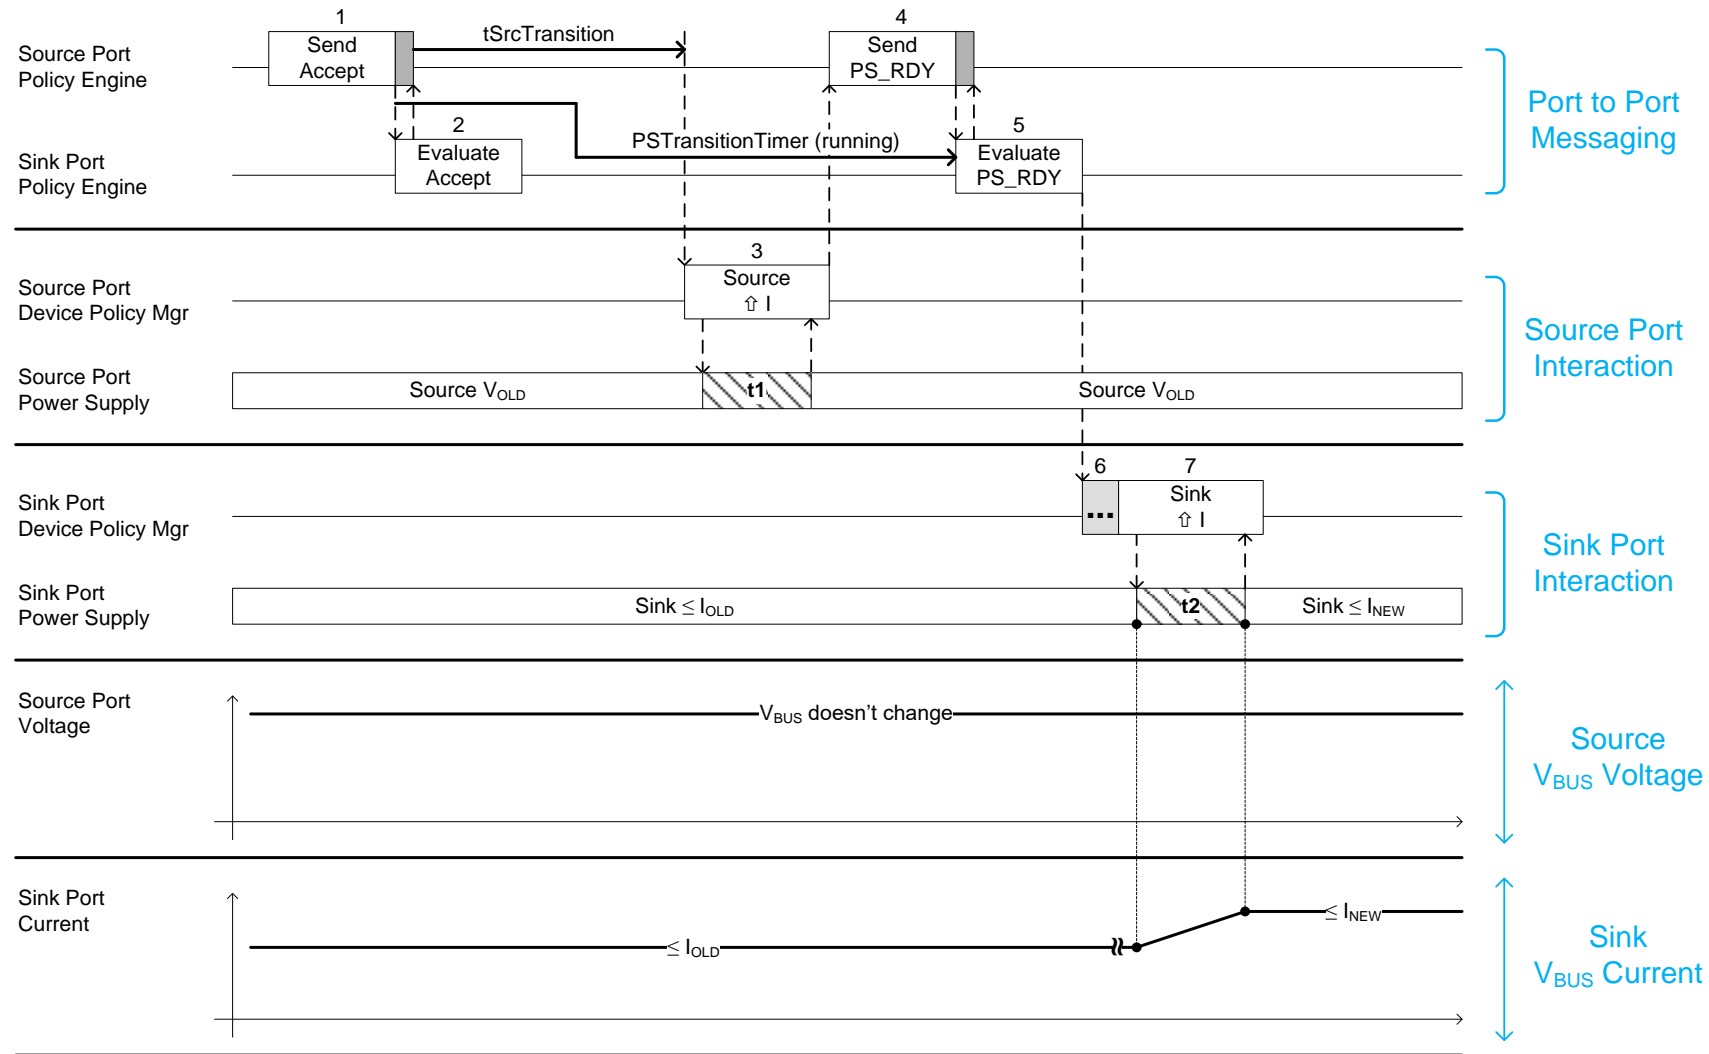 1
4
Source Port
Policy Engine
Send
Accept
tSrcTransition
Send
PS_RDY
Port to Port
Messaging
2
5
Sink Port
Policy Engine
Evaluate
Accept
PSTransitionTimer (running)
Evaluate
PS_RDY
3
Source Port
Device Policy Mgr
Source
⇧ I
Source Port
Interaction
Source Port
Power Supply
Source VOLD
t1
Source VOLD
6
7
Sink Port
Device Policy Mgr
...
Sink
⇧ I
Sink Port
Interaction
Sink Port
Power Supply
Sink ≤ IOLD
t2
Sink ≤ INEW
Source Port
Voltage
VBUS doesn’t change
Source
VBUS Voltage
Sink Port
Current
≤ IOLD
≤ INEW
Sink
VBUS Current